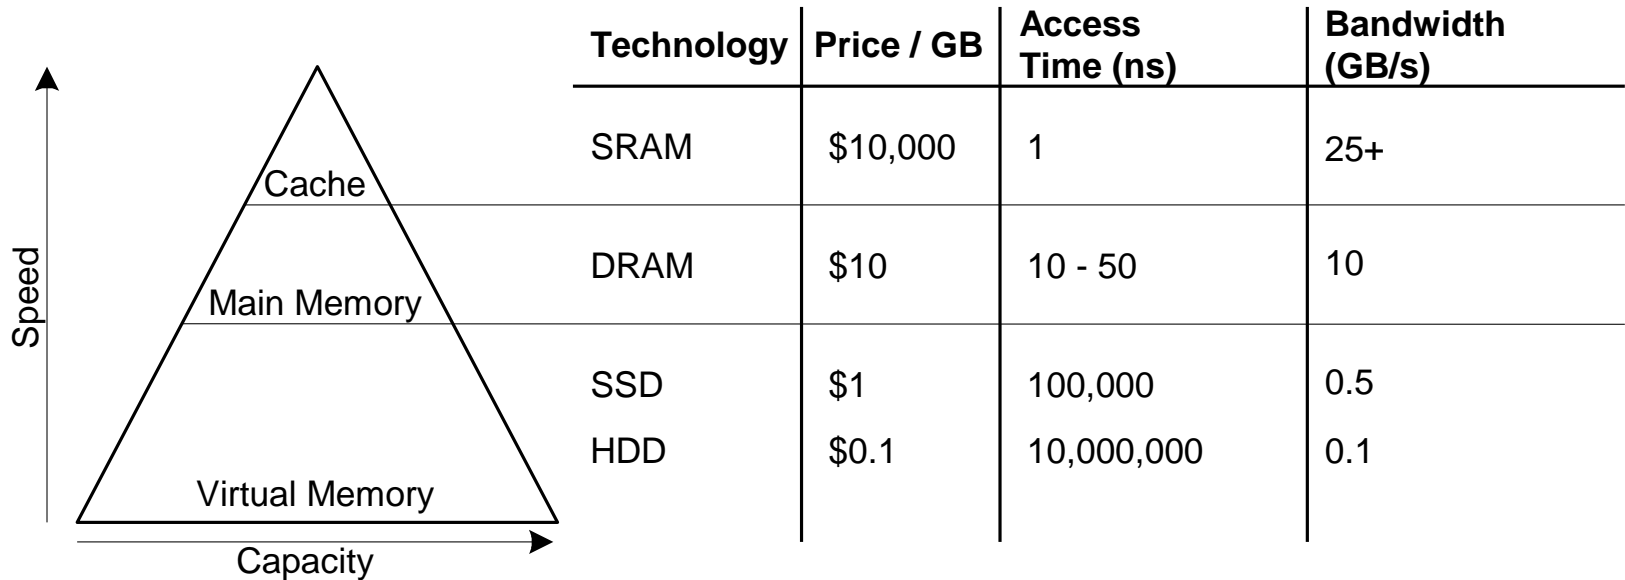 Technology Price / GB Access Time (ns) Bandwidth (GB/s)
SRAM $10,000 1 25+
Cache
DRAM $10 10 - 50 10
Main Memory
SSD $1 100,000 0.5
HDD $0.1 10,000,000 0.1
Virtual Memory
Speed
Capacity